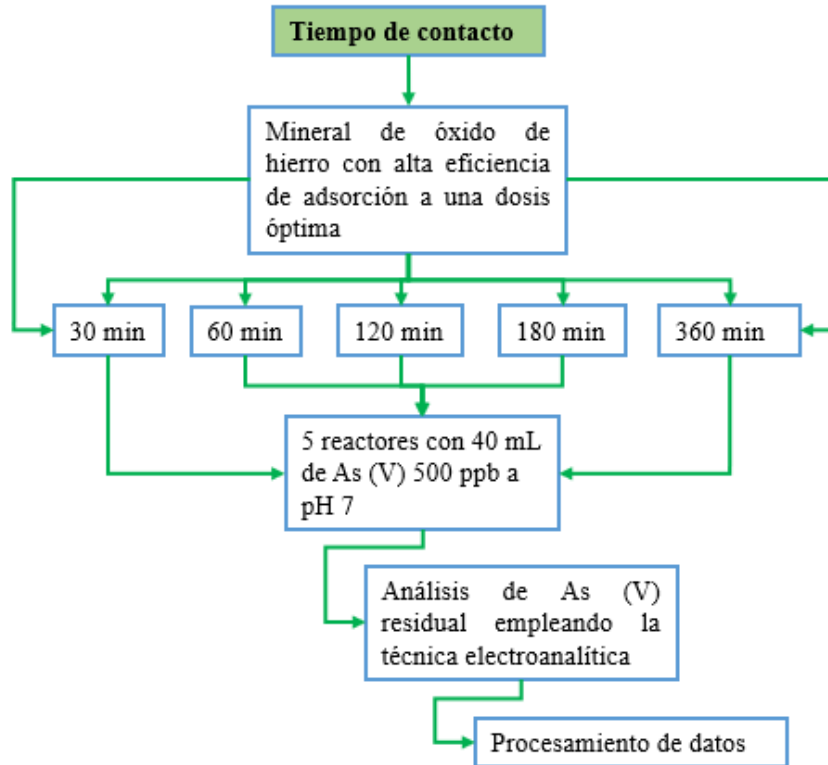 Tiempo de contacto
Mineral de óxido de
hierro con alta eficiencia
de adsorción a una dosis
óptima
30 min
60 min
120 min
180 min
360 min
5 reactores con 40 mL
de As (V) 500 ppb a
pH 7
Análisis de As (V)
residual empleando la
técnica electroanalítica
Procesamiento de datos